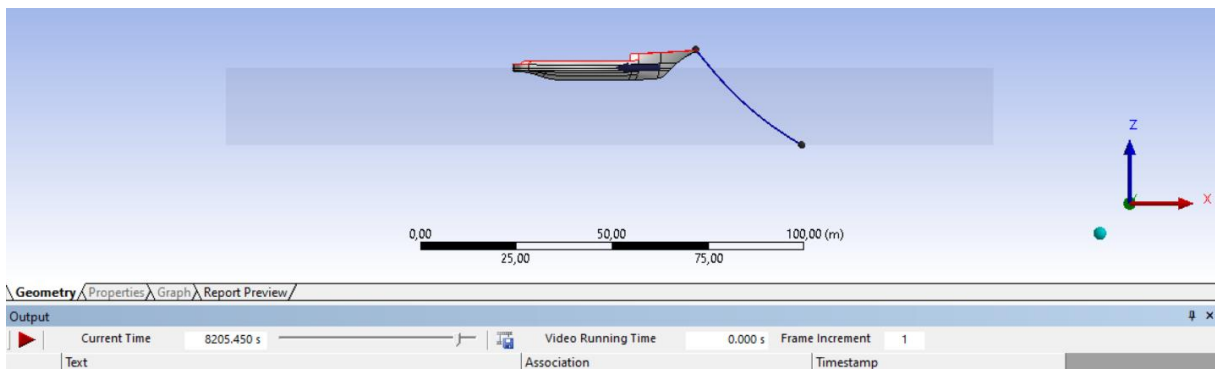 Z
X
0,00 50,00 100,00 (m)
25,00 75,00
Geometry Properties Graph Report Preview
Output
Current Time 8205.450 s Video Running Time 0.000 s Frame Increment 1
Text Association Timestamp